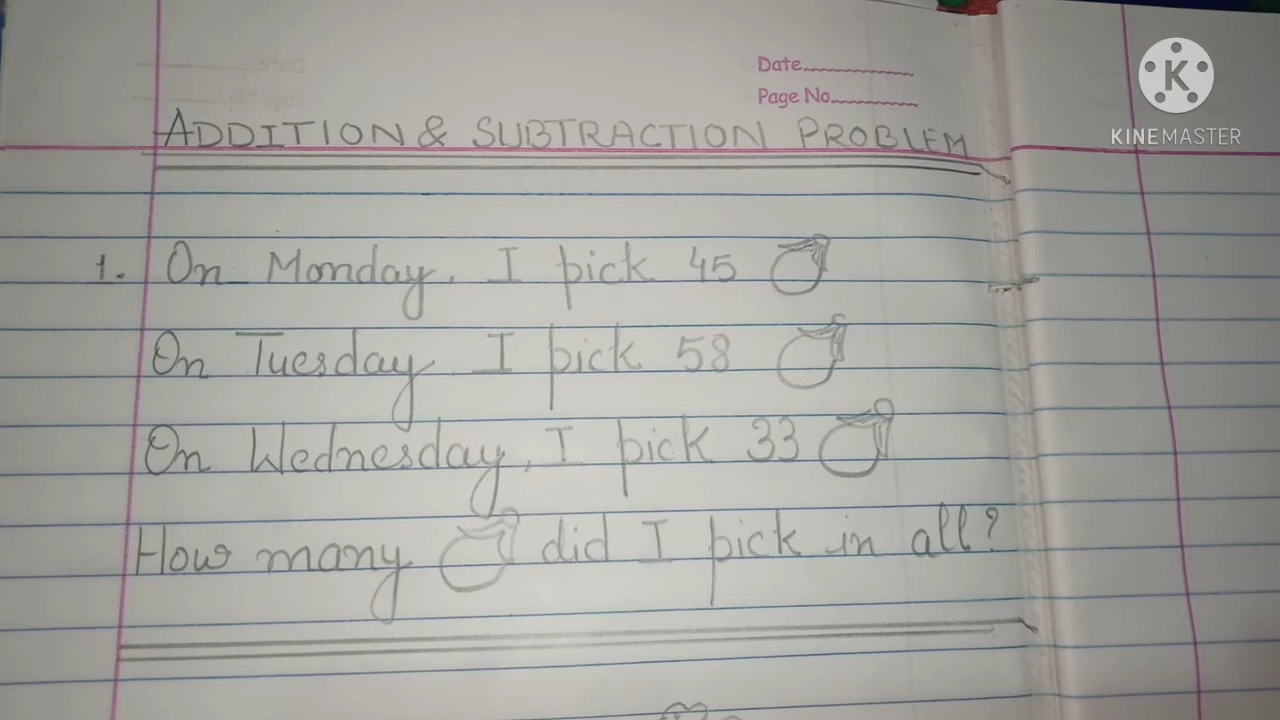 Date
Page No.
KINEMASTER
ADDITION & SUBTRACTION PROBLEM
1. On Monday, I pick 45
On Tuesday I pick 58
On Wednesday, I pick 33
How many did I pick in all?